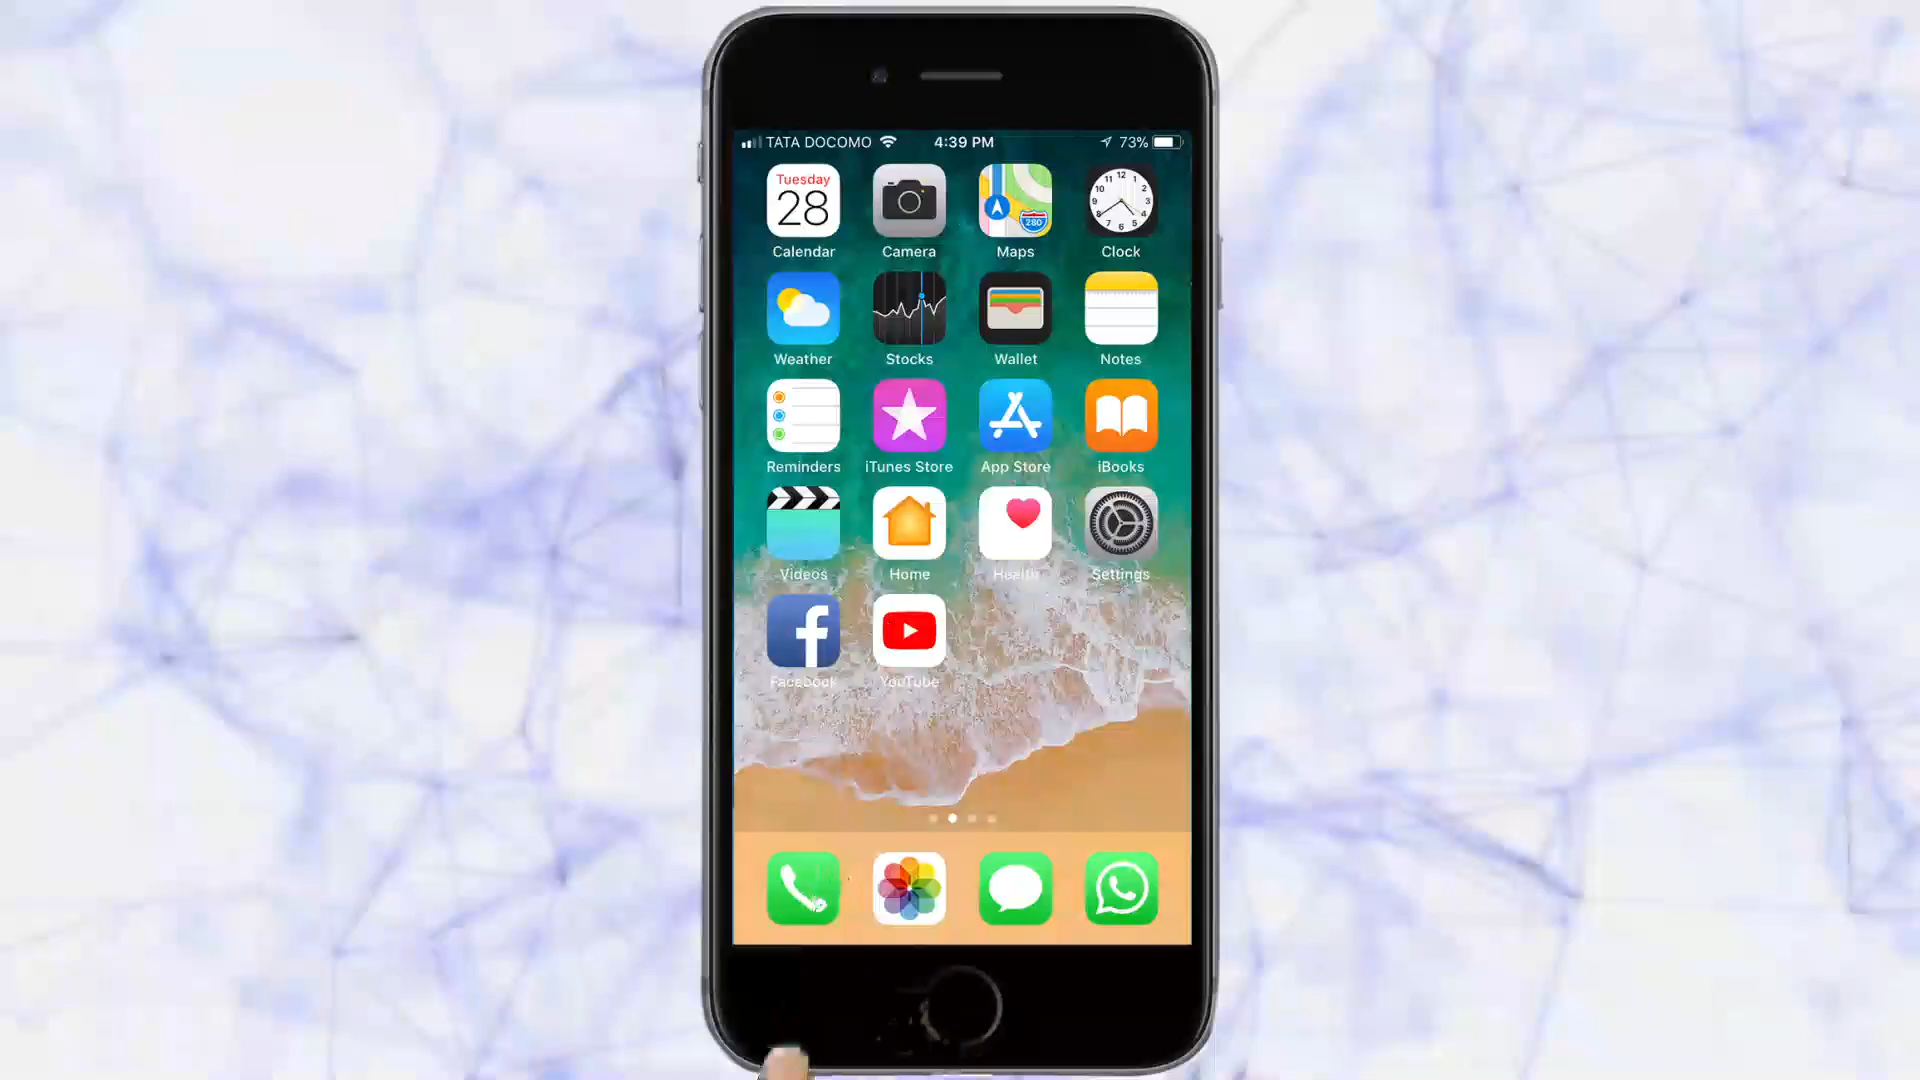 TATA DOCOMO 4:39 PM 73%
Tuesday
28
280
Calendar Camera Maps Clock
Weather Stocks Wallet Notes
Reminders iTunes Store App Store iBooks
Videos Home Health Settings
Facebook YouTube